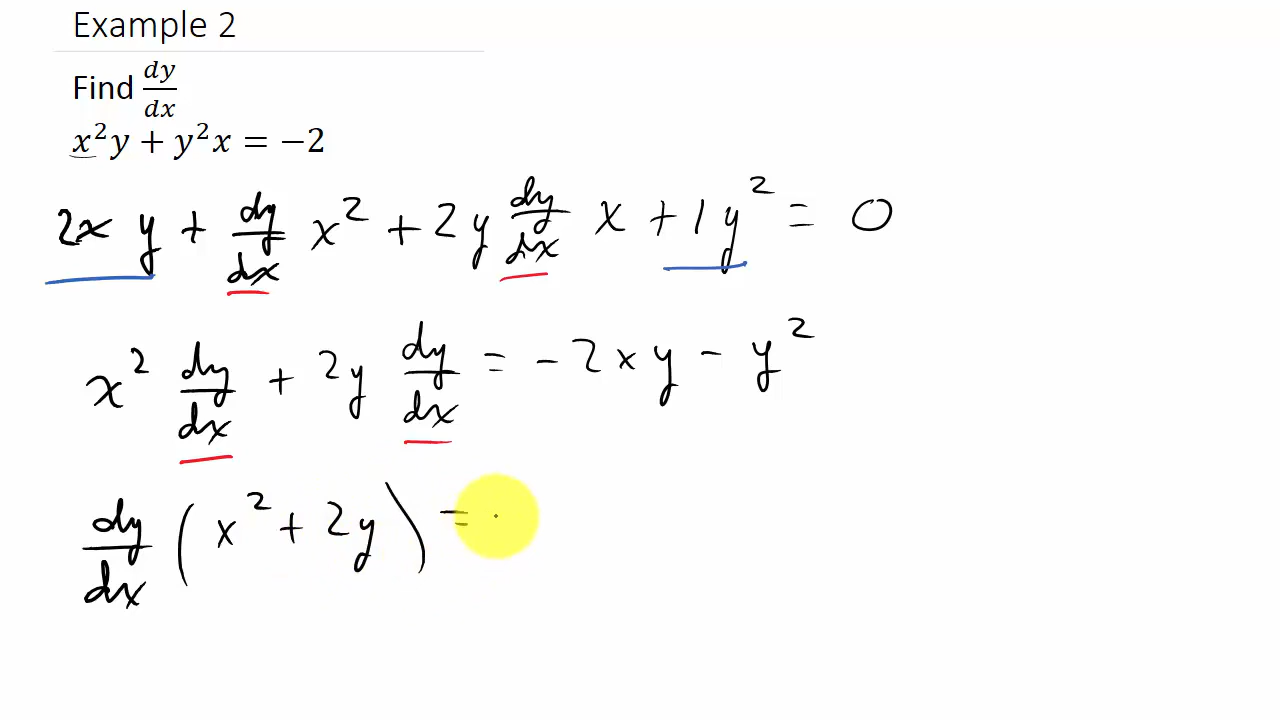 Example 2
Find dy/dx
x²y + y²x = −2
2x y + dy/dx x² + 2y dy/dx x + 1y² = 0
x² dy/dx + 2y dy/dx = - 2xy - y²
dy/dx (x² + 2y) =